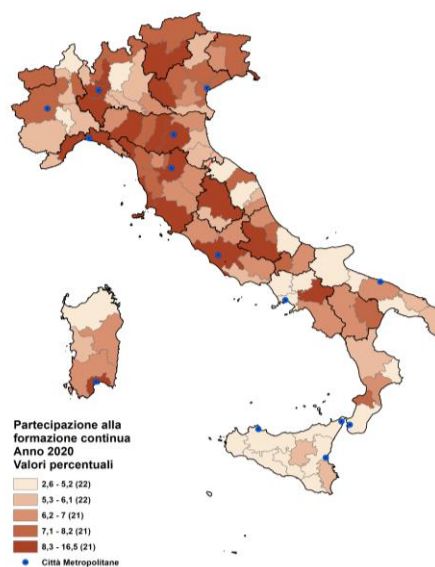 Partecipazione alla
formazione continua
Anno 2020
Valori percentuali
2,6 - 5,2 (22)
5,3 - 6,1 (22)
6,2 - 7 (21)
7,1 - 8,2 (21)
8,3 - 16,5 (21)
Città Metropolitane